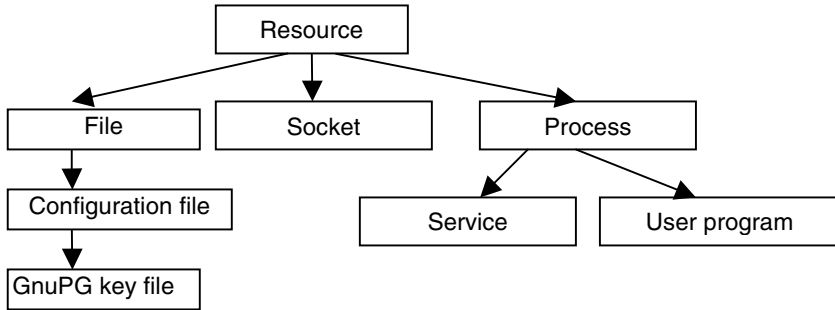 Resource
File
Socket
Process
Configuration file
Service
User program
GnuPG key file